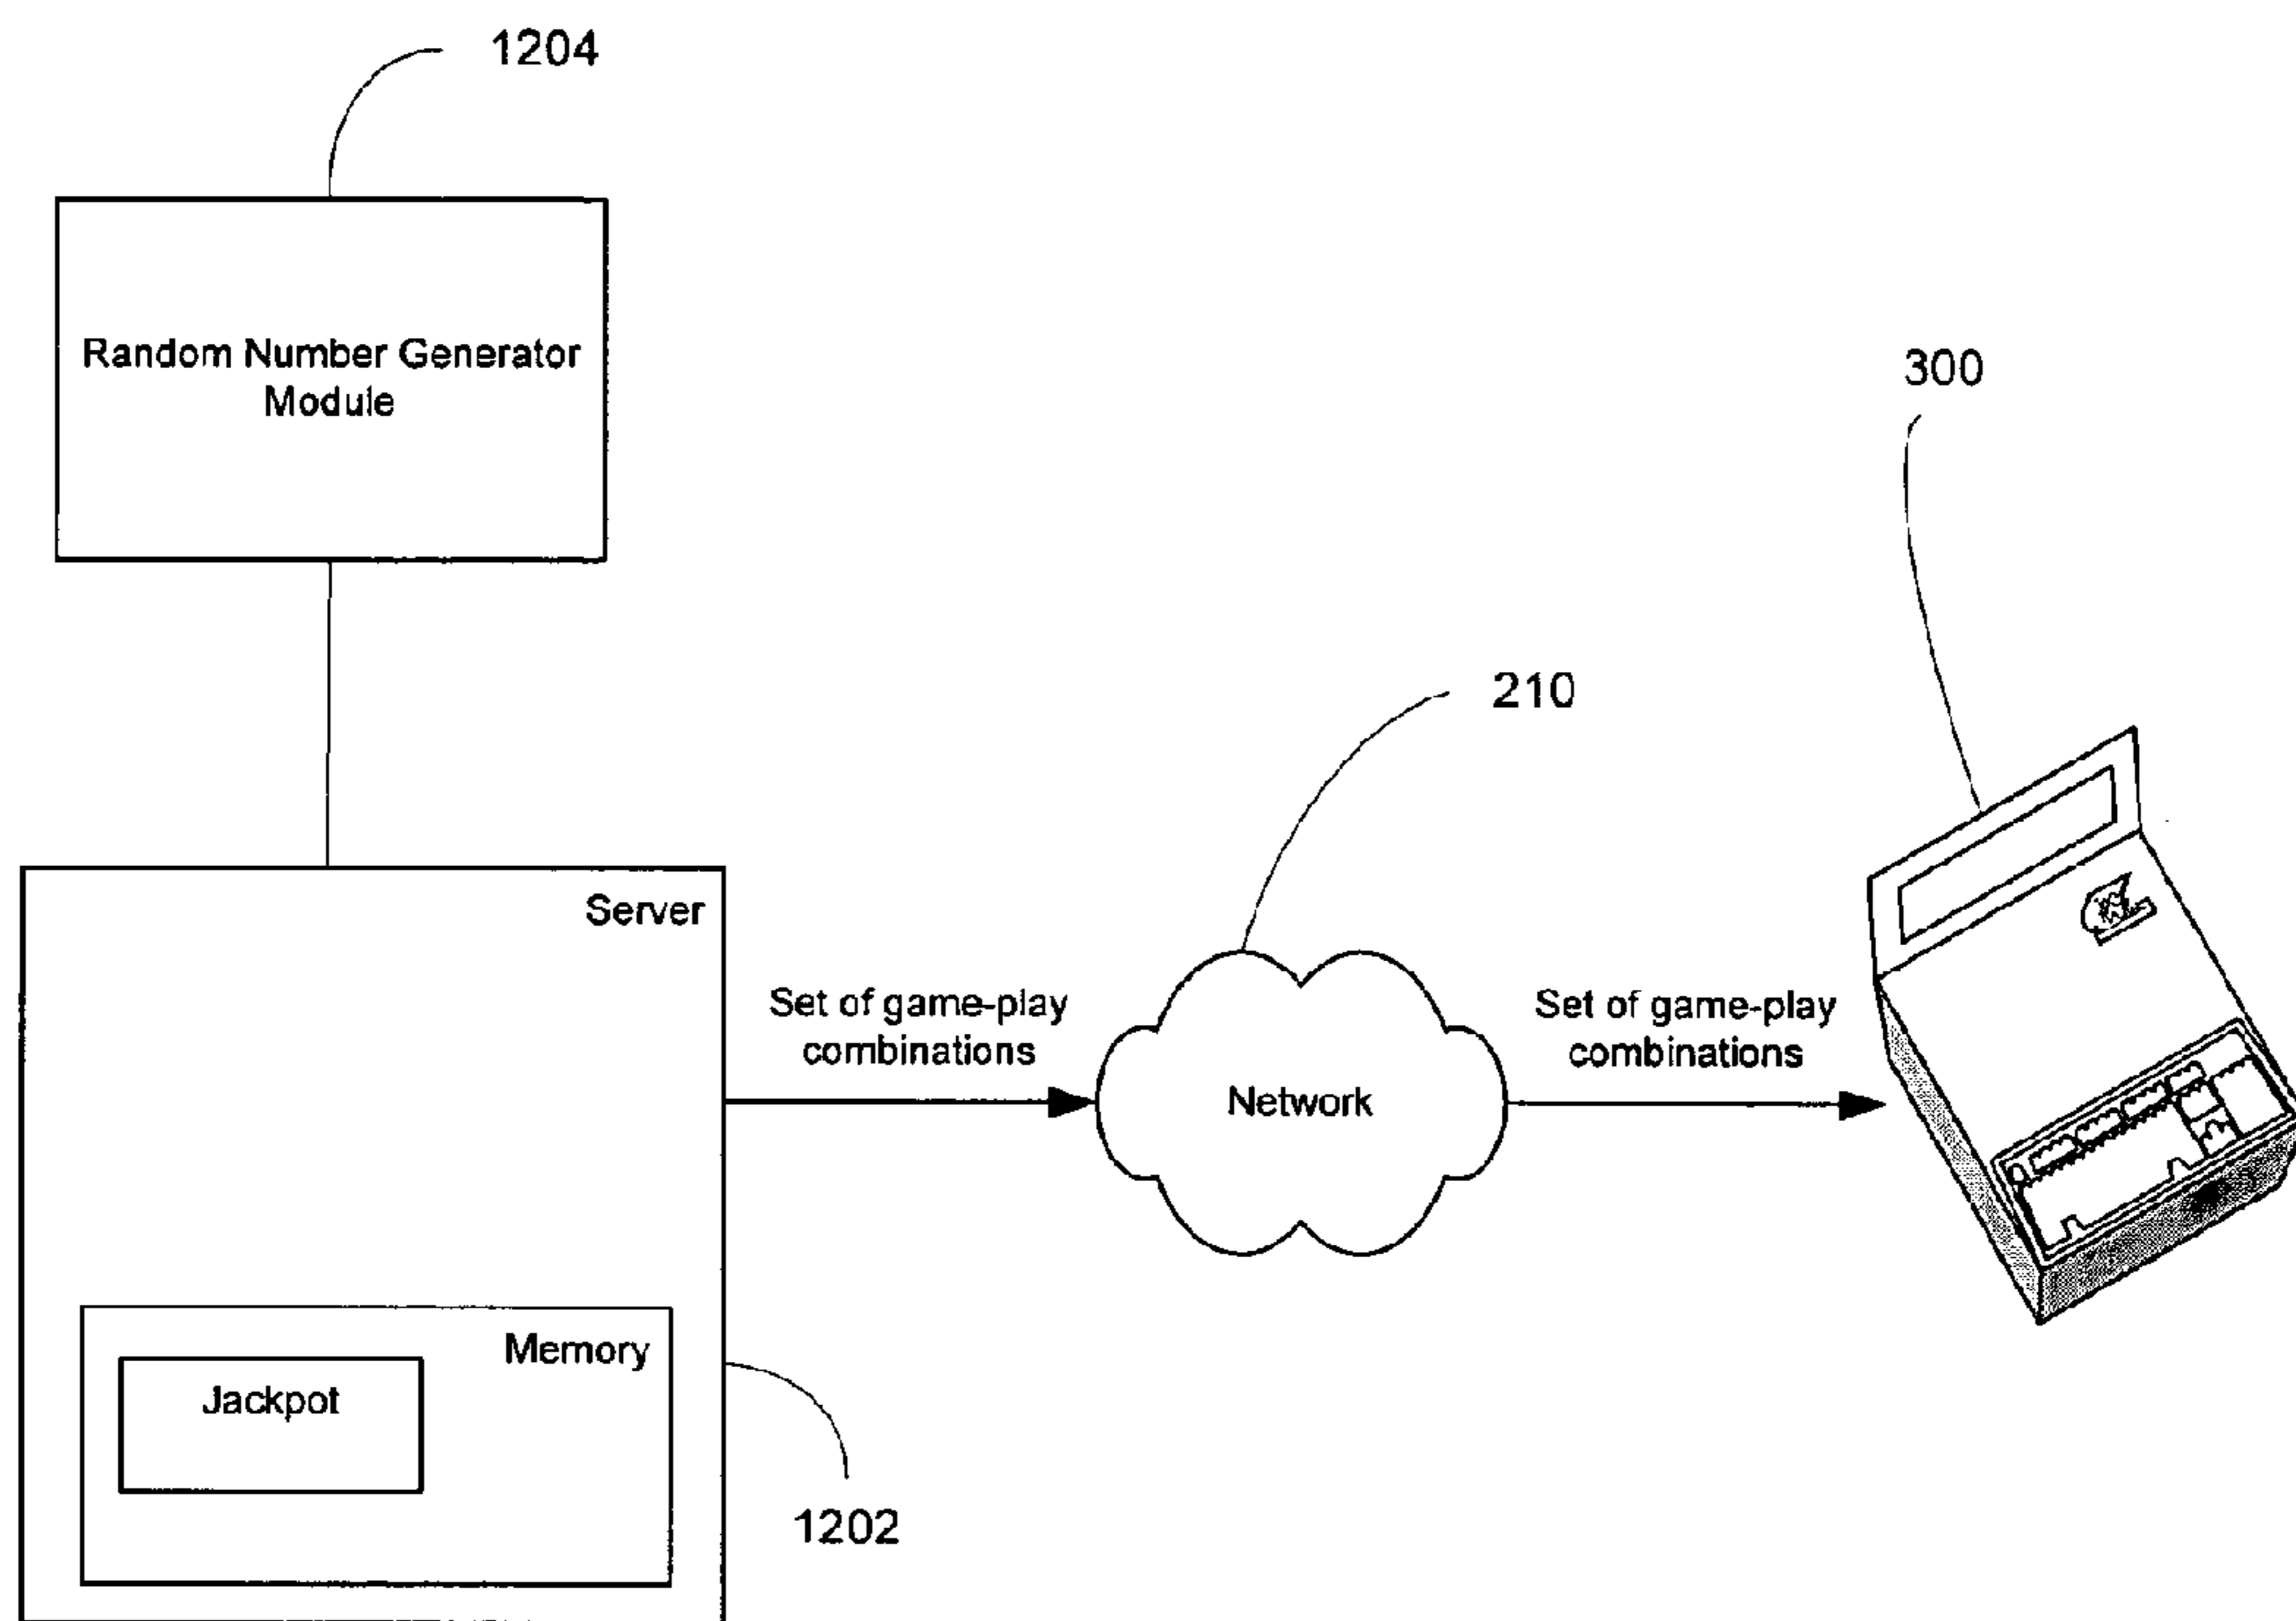 1204
Random Number Generator
Module
300
210
Server
Set of game-play
combinations
Network
Set of game-play
combinations
Memory
Jackpot
1202